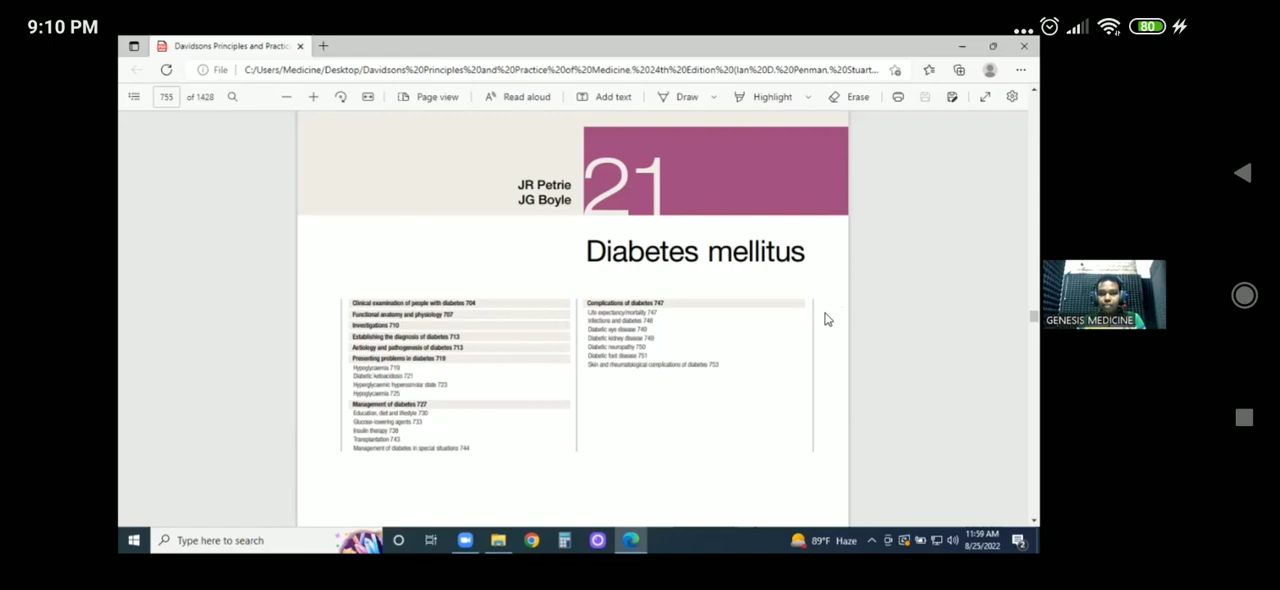 9:10 PM
80
Davidsons Principles and Practic
File
C:/Users/Medicine/Desktop/Davidsons%20Principles%20and%20Practice%20of%20Medicine,%2024th%20Edition%20(Ian%20D.%20Penman,%20Stuart...
755 of 1428
Page view
Read aloud
Add text
Draw
Highlight
Erase
JR Petrie
JG Boyle
21
Diabetes mellitus
Clinical examination of people with diabetes 704
Functional anatomy and physiology 707
Investigations 710
Establishing the diagnosis of diabetes 713
Aetiology and pathogenesis of diabetes 713
Presenting problems in diabetes 719
Hyperglycaemia 719
Diabetic ketoacidosis 721
Hyperglycaemic hyperosmolar state 723
Hypoglycaemia 725
Management of diabetes 727
Education, diet and lifestyle 730
Glucose-lowering agents 733
Insulin therapy 738
Transplantation 743
Management of diabetes in special situations 744
Complications of diabetes 747
Life expectancy/mortality 747
Infections and diabetes 748
Diabetic eye disease 749
Diabetic kidney disease 749
Diabetic neuropathy 750
Diabetic foot disease 751
Skin and rheumatological complications of diabetes 753
GENESIS MEDICINE
Type here to search
89°F Haze
11:59 AM
8/25/2022
2